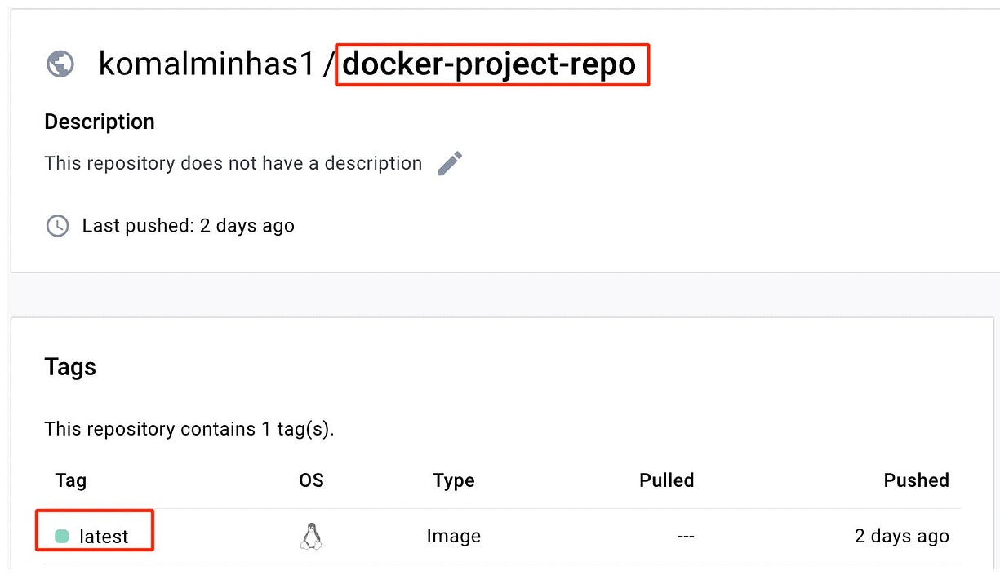 komalminhas1 / docker-project-repo
Description
This repository does not have a description
Last pushed: 2 days ago
Tags
This repository contains 1 tag(s).
Tag OS Type Pulled Pushed
latest Image --- 2 days ago